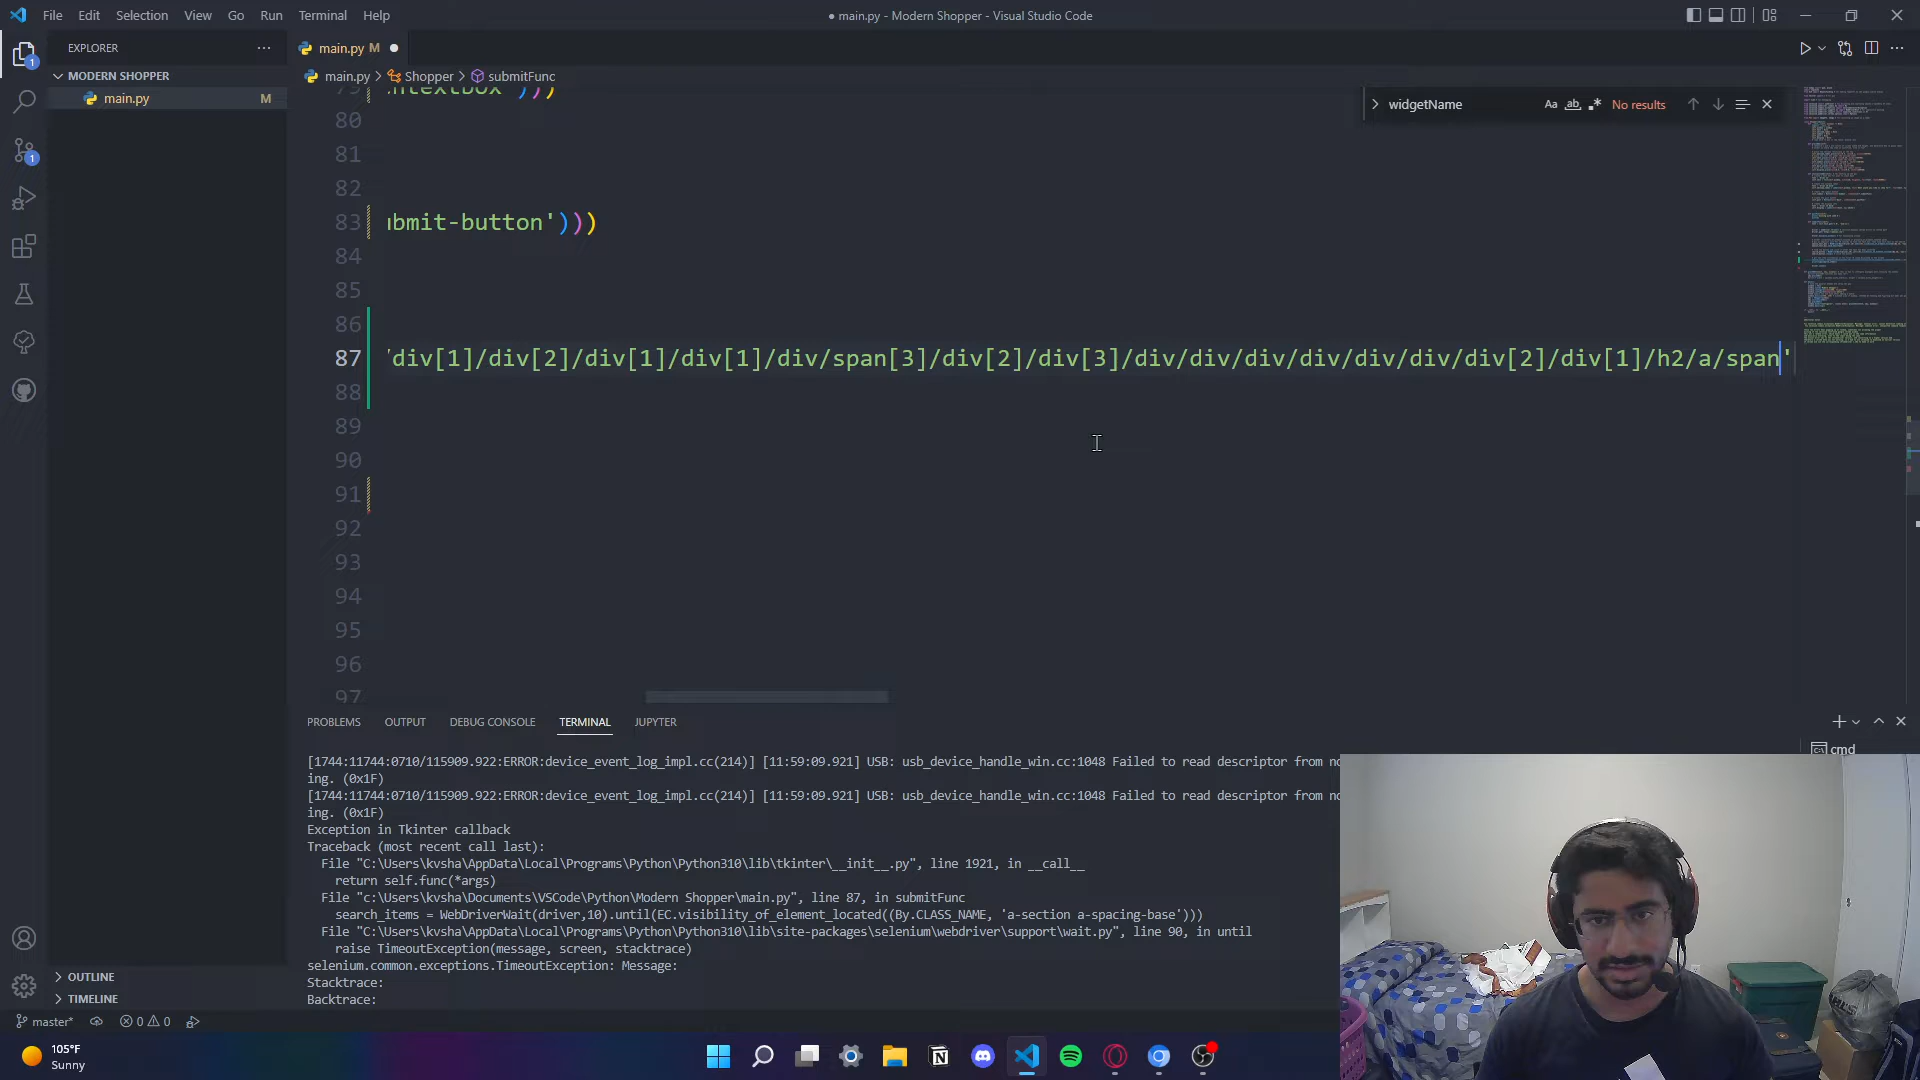 File Edit Selection View Go Run Terminal Help
● main.py - Modern Shopper - Visual Studio Code
EXPLORER
MODERN SHOPPER
main.py M
main.py M
main.py > Shopper > submitFunc
widgetName
Aa ab No results
80
81
82
83 ubmit-button')))
84
85
86
87 /div[1]/div[2]/div[1]/div[1]/div/span[3]/div[2]/div[3]/div/div/div/div/div/div/div[2]/div[1]/h2/a/span'
88
89
90
91
92
93
94
95
96
97
PROBLEMS OUTPUT DEBUG CONSOLE TERMINAL JUPYTER
cmd
[1744:11744:0710/115909.922:ERROR:device_event_log_impl.cc(214)] [11:59:09.921] USB: usb_device_handle_win.cc:1048 Failed to read descriptor from
ing. (0x1F)
[1744:11744:0710/115909.922:ERROR:device_event_log_impl.cc(214)] [11:59:09.921] USB: usb_device_handle_win.cc:1048 Failed to read descriptor from
ing. (0x1F)
Exception in Tkinter callback
Traceback (most recent call last):
File "C:\Users\kvsha\AppData\Local\Programs\Python\Python310\lib\tkinter\__init__.py", line 1921, in __call__
return self.func(*args)
File "c:\Users\kvsha\Documents\VSCode\Python\Modern Shopper\main.py", line 87, in submitFunc
search_items = WebDriverWait(driver,10).until(EC.visibility_of_element_located((By.CLASS_NAME, 'a-section a-spacing-base')))
File "C:\Users\kvsha\AppData\Local\Programs\Python\Python310\lib\site-packages\selenium\webdriver\support\wait.py", line 90, in until
raise TimeoutException(message, screen, stacktrace)
selenium.common.exceptions.TimeoutException: Message:
Stacktrace:
Backtrace:
OUTLINE
TIMELINE
master* 0 0
105°F
Sunny